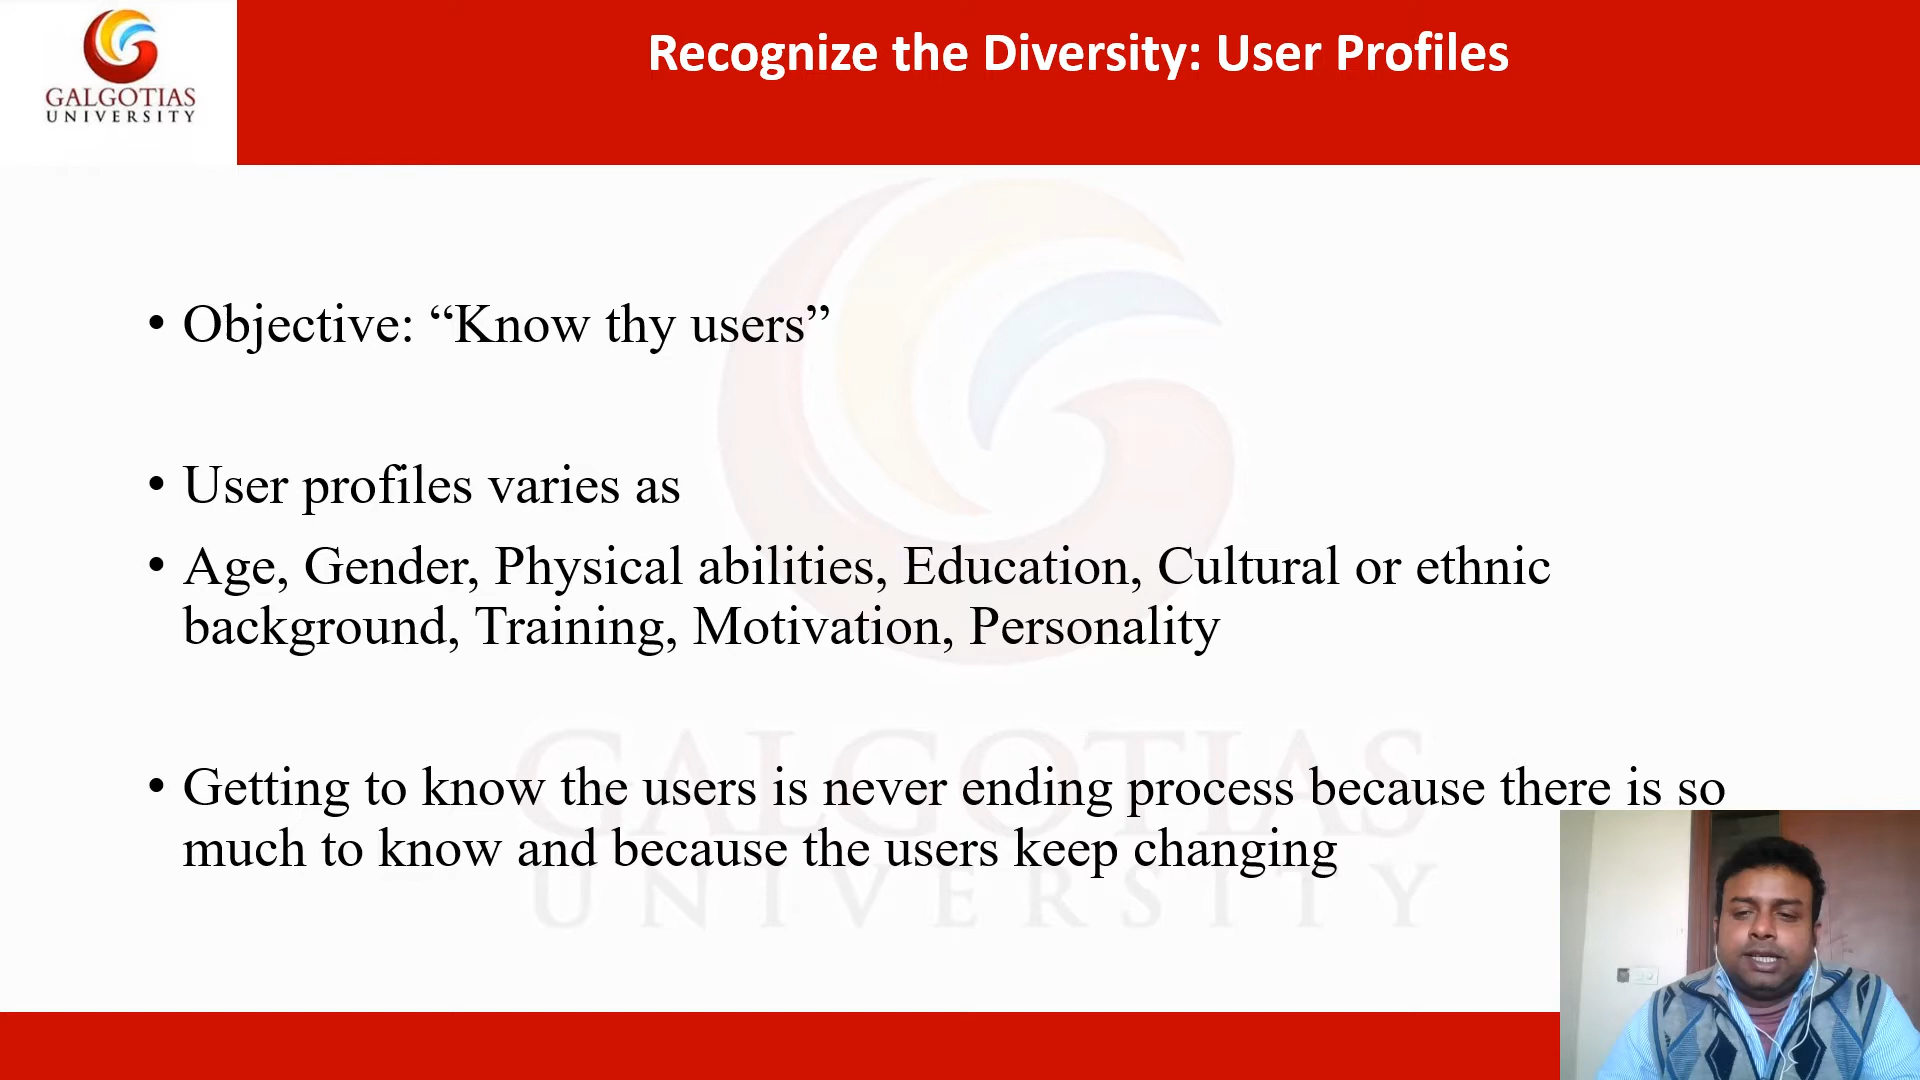 GALGOTIAS
UNIVERSITY
Recognize the Diversity: User Profiles
• Objective: “Know thy users”
• User profiles varies as
• Age, Gender, Physical abilities, Education, Cultural or ethnic
background, Training, Motivation, Personality
• Getting to know the users is never ending process because there is so
much to know and because the users keep changing
GALGOTIAS
UNIVERSITY